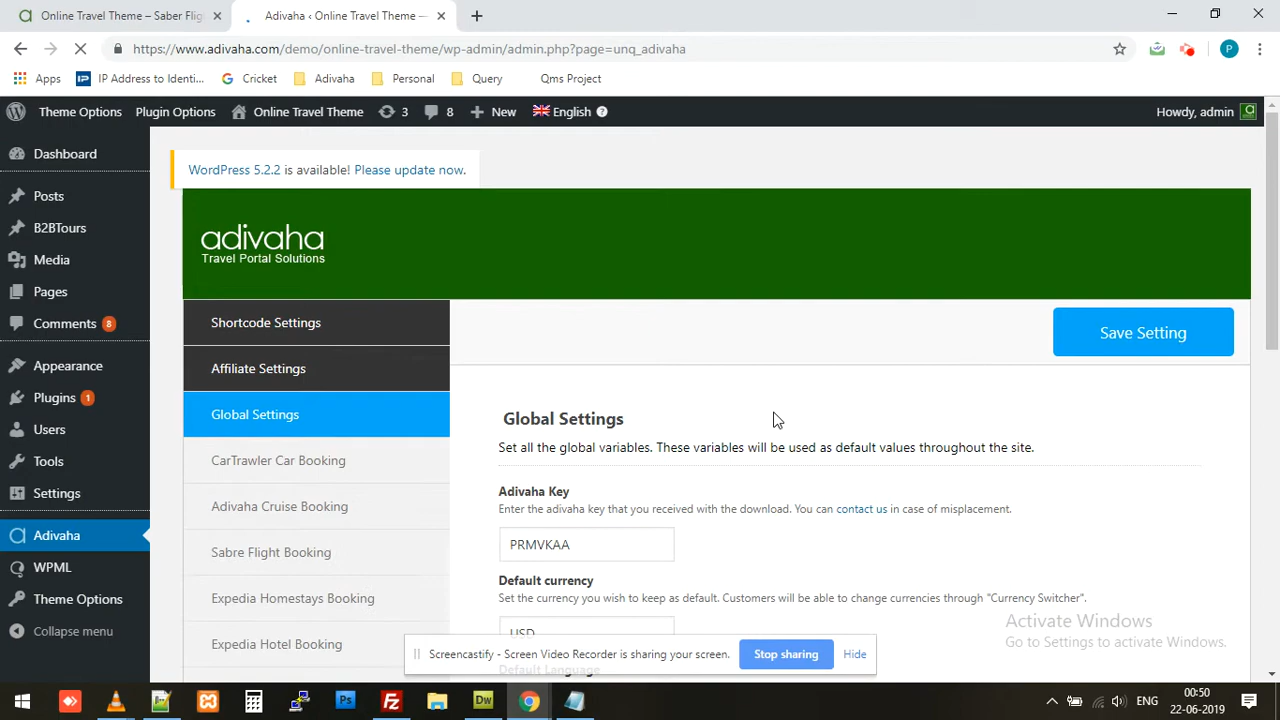 Online Travel Theme – Saber Flig
Adivaha ‹ Online Travel Theme —
https://www.adivaha.com/demo/online-travel-theme/wp-admin/admin.php?page=unq_adivaha
P
Apps
IP
IP Address to Identi...
Cricket
Adivaha
Personal
Query
Qms Project
Theme Options
Plugin Options
Online Travel Theme
3
8
New
English
Howdy, admin
Dashboard
WordPress 5.2.2 is available! Please update now.
Posts
B2BTours
Media
Pages
Comments 8
Appearance
Plugins 1
Users
Tools
Settings
Adivaha
WPML
Theme Options
Collapse menu
adivaha
Travel Portal Solutions
Shortcode Settings
Affiliate Settings
Global Settings
CarTrawler Car Booking
Adivaha Cruise Booking
Sabre Flight Booking
Expedia Homestays Booking
Expedia Hotel Booking
Save Setting
Global Settings
Set all the global variables. These variables will be used as default values throughout the site.
Adivaha Key
Enter the adivaha key that you received with the download. You can contact us in case of misplacement.
PRMVKAA
Default currency
Set the currency you wish to keep as default. Customers will be able to change currencies through "Currency Switcher".
USD
Default Language
Activate Windows
Go to Settings to activate Windows.
Screencastify - Screen Video Recorder is sharing your screen.
Stop sharing
Hide
Ps
Fz
Dw
ENG
00:50
22-06-2019